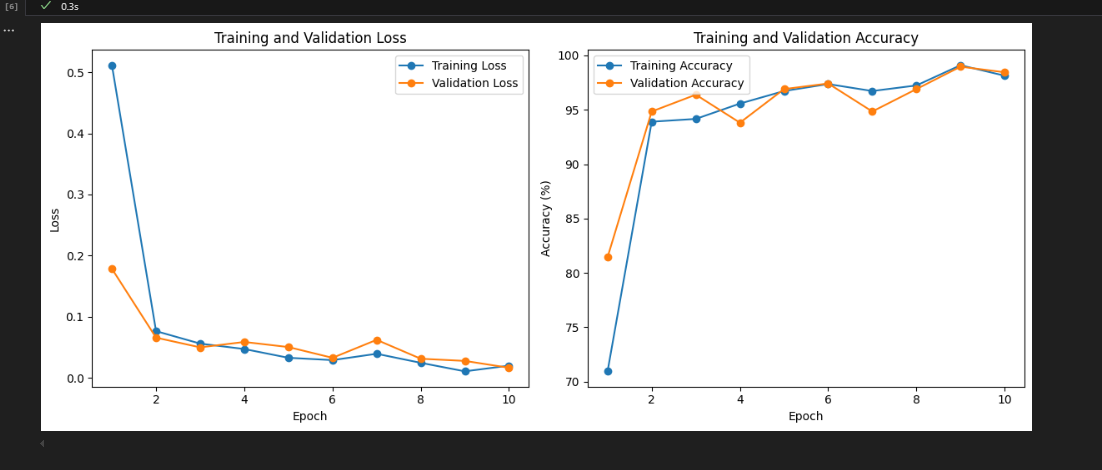 [6]
✓ 0.3s
...
Training and Validation Loss
Training Loss
Validation Loss
0.5
0.4
0.3
0.2
0.1
0.0
Loss
2 4 6 8 10
Epoch
Training and Validation Accuracy
Training Accuracy
Validation Accuracy
100
95
90
85
80
75
70
Accuracy (%)
2 4 6 8 10
Epoch